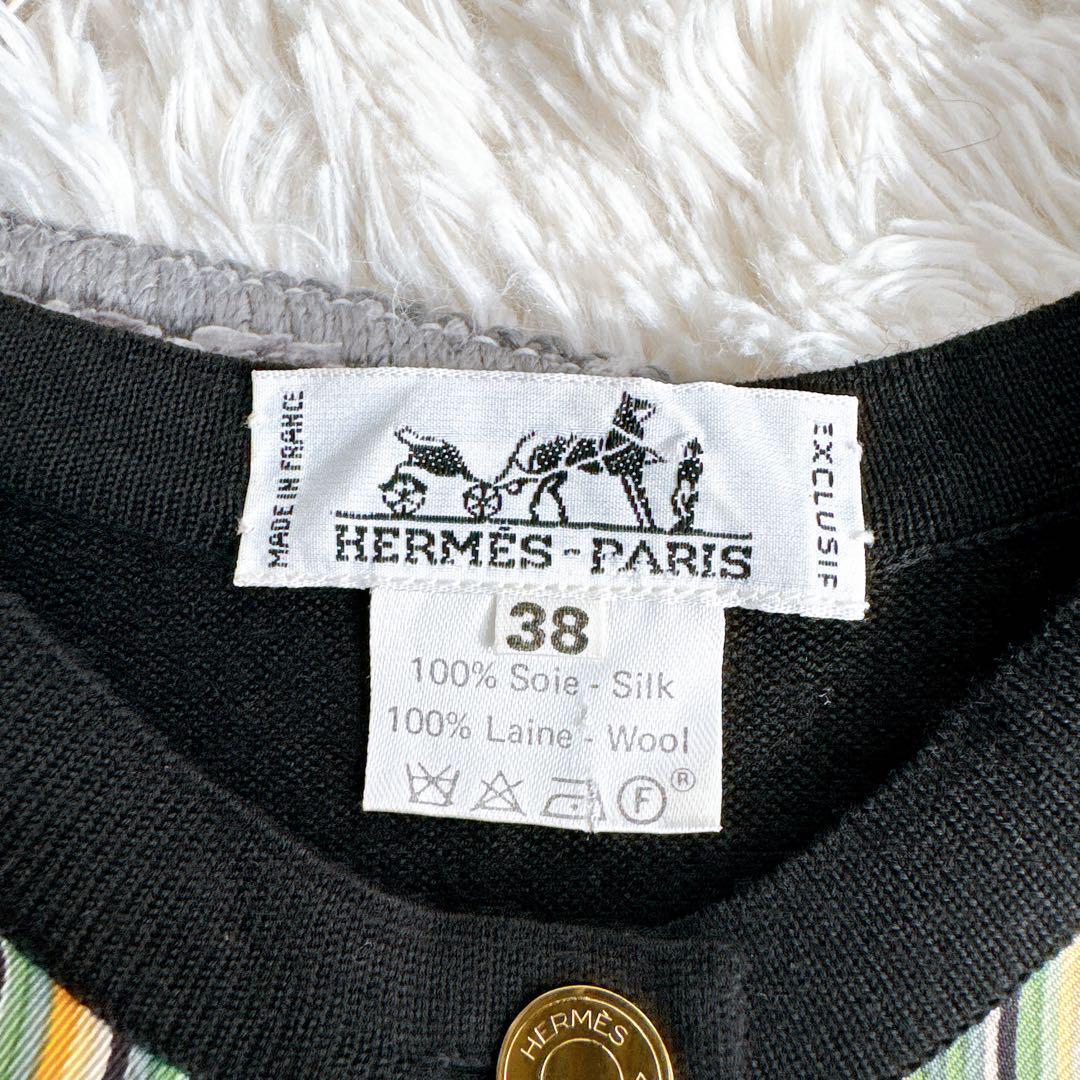 MADE IN FRANCE
HERMÈS-PARIS
EXCLUSIF
38
100% Soie - Silk
100% Laine - Wool
F ®
HERMÈS